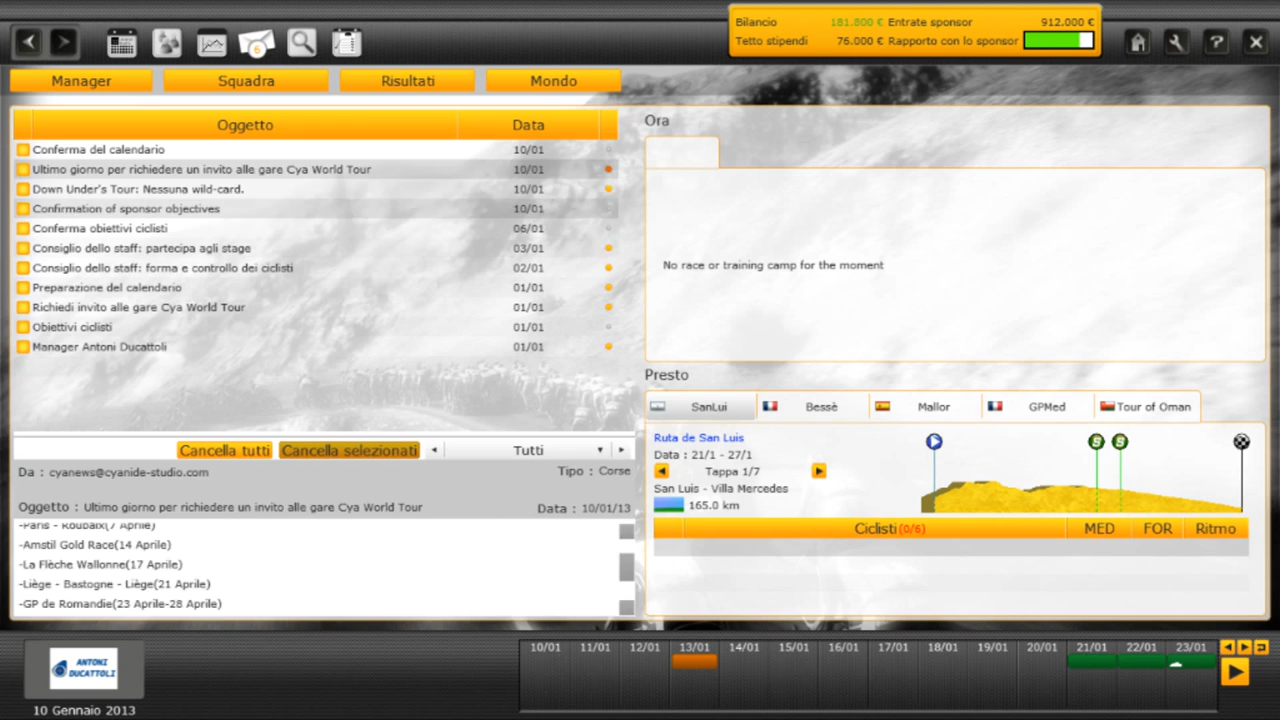 Bilancio 181.800 € Entrate sponsor 912.000 €
Tetto stipendi 76.000 € Rapporto con lo sponsor
6
Manager Squadra Risultati Mondo
Oggetto Data
Conferma del calendario 10/01
Ultimo giorno per richiedere un invito alle gare Cya World Tour 10/01
Down Under's Tour: Nessuna wild-card. 10/01
Confirmation of sponsor objectives 10/01
Conferma obiettivi ciclisti 06/01
Consiglio dello staff: partecipa agli stage 03/01
Consiglio dello staff: forma e controllo dei ciclisti 02/01
Preparazione del calendario 01/01
Richiedi invito alle gare Cya World Tour 01/01
Obiettivi ciclisti 01/01
Manager Antoni Ducattoli 01/01
Cancella tutti Cancella selezionati Tutti
Da : cyanews@cyanide-studio.com Tipo : Corse
Oggetto : Ultimo giorno per richiedere un invito alle gare Cya World Tour Data : 10/01/13
-Paris - Roubaix(7 Aprile)
-Amstil Gold Race(14 Aprile)
-La Flèche Wallonne(17 Aprile)
-Liège - Bastogne - Liège(21 Aprile)
-GP de Romandie(23 Aprile-28 Aprile)
Ora
No race or training camp for the moment
Presto
SanLui Bessè Mallor GPMed Tour of Oman
Ruta de San Luis
Data : 21/1 - 27/1
Tappa 1/7
San Luis - Villa Mercedes
165.0 km
S S
Ciclisti (0/6) MED FOR Ritmo
ANTONI
DUCATTOLI
10 Gennaio 2013
10/01 11/01 12/01 13/01 14/01 15/01 16/01 17/01 18/01 19/01 20/01 21/01 22/01 23/01